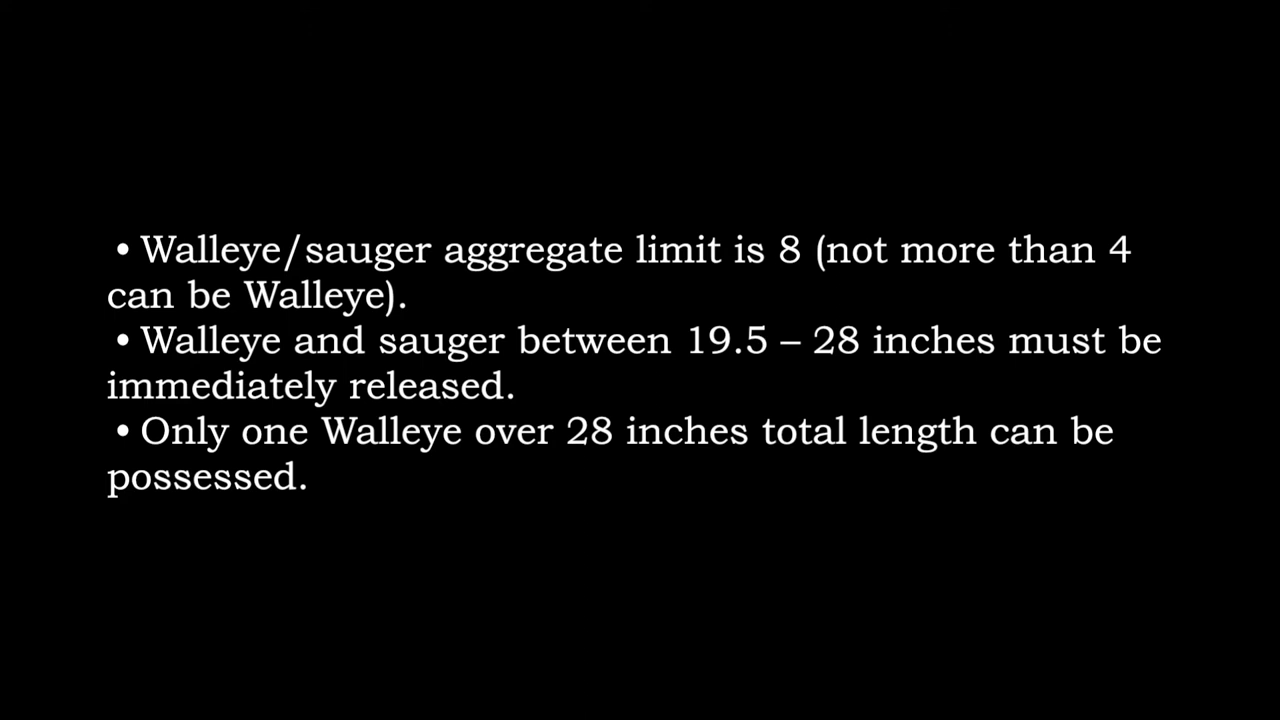 • Walleye/sauger aggregate limit is 8 (not more than 4
can be Walleye).
• Walleye and sauger between 19.5 – 28 inches must be
immediately released.
• Only one Walleye over 28 inches total length can be
possessed.